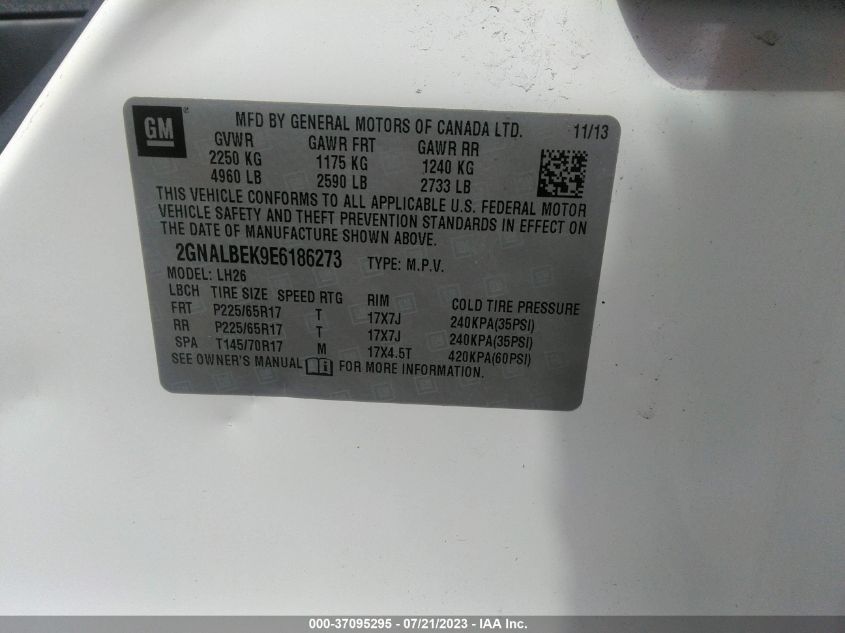 GM® MFD BY GENERAL MOTORS OF CANADA LTD. 11/13
GVWR GAWR FRT GAWR RR
2250 KG 1175 KG 1240 KG
4960 LB 2590 LB 2733 LB
THIS VEHICLE CONFORMS TO ALL APPLICABLE U.S. FEDERAL MOTOR
VEHICLE SAFETY AND THEFT PREVENTION STANDARDS IN EFFECT ON
THE DATE OF MANUFACTURE SHOWN ABOVE.
2GNALBEK9E6186273 TYPE: M.P.V.
MODEL: LH26
LBCH TIRE SIZE SPEED RTG RIM COLD TIRE PRESSURE
FRT P225/65R17 T 17X7J 240KPA(35PSI)
RR P225/65R17 T 17X7J 240KPA(35PSI)
SPA T145/70R17 M 17X4.5T 420KPA(60PSI)
SEE OWNER'S MANUAL FOR MORE INFORMATION.
000-37095295 - 07/21/2023 - IAA Inc.